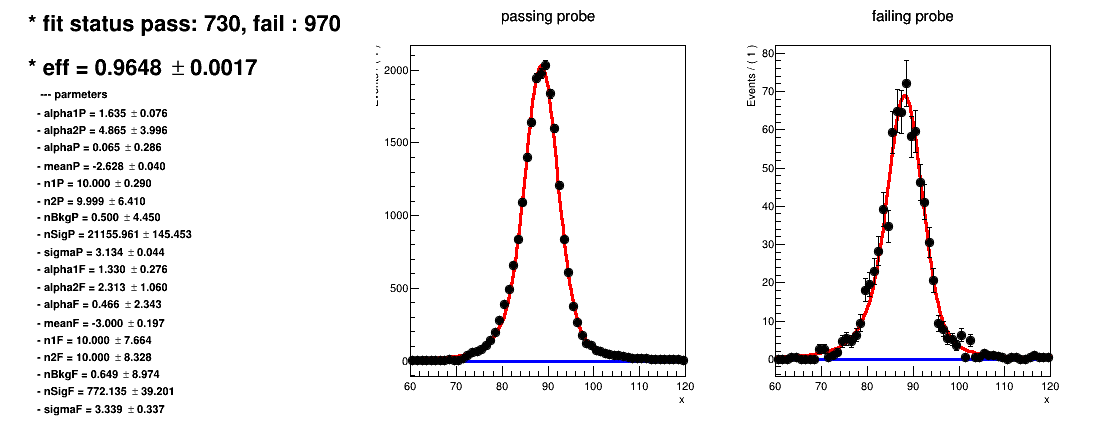 * fit status pass: 730, fail : 970
* eff = 0.9648 ± 0.0017
--- parmeters
- alpha1P = 1.635 ± 0.076
- alpha2P = 4.865 ± 3.996
- alphaP = 0.065 ± 0.286
- meanP = -2.628 ± 0.040
- n1P = 10.000 ± 0.290
- n2P = 9.999 ± 6.410
- nBkgP = 0.500 ± 4.450
- nSigP = 21155.961 ± 145.453
- sigmaP = 3.134 ± 0.044
- alpha1F = 1.330 ± 0.276
- alpha2F = 2.313 ± 1.060
- alphaF = 0.466 ± 2.343
- meanF = -3.000 ± 0.197
- n1F = 10.000 ± 7.664
- n2F = 10.000 ± 8.328
- nBkgF = 0.649 ± 8.974
- nSigF = 772.135 ± 39.201
- sigmaF = 3.339 ± 0.337
passing probe
2000
1500
1000
500
0
60 70 80 90 100 110 120
x
failing probe
Events / ( 1 )
80
70
60
50
40
30
20
10
0
60 70 80 90 100 110 120
x